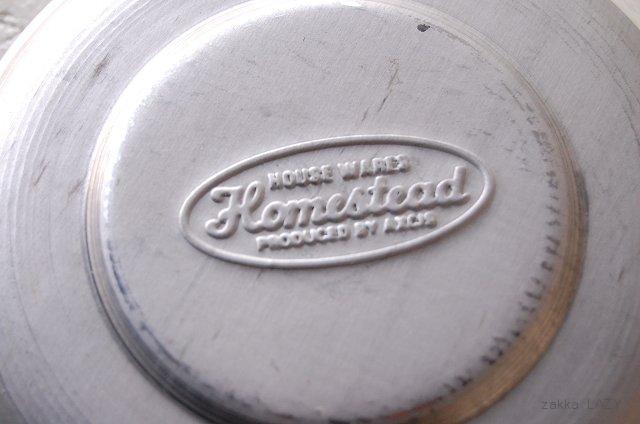 HOUSE WARES
Homestead
PRODUCED BY AXCIS
zakka LAZY